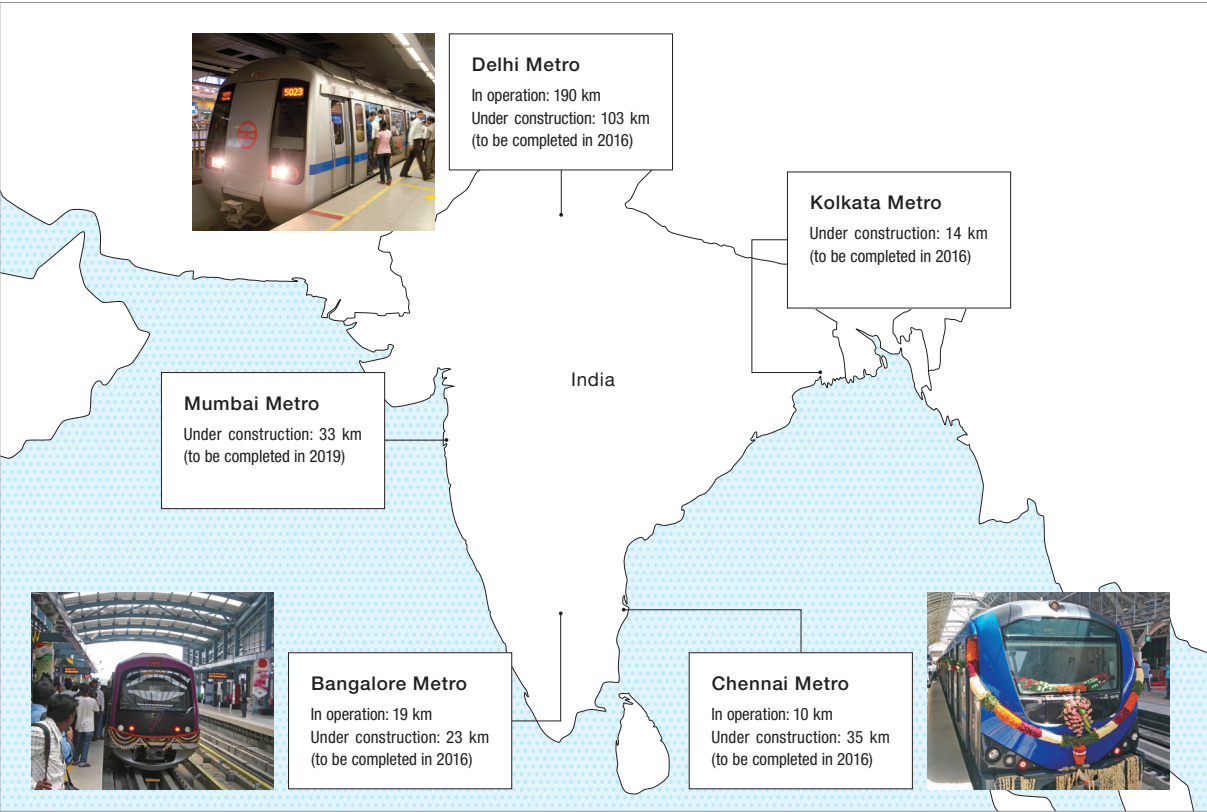 5023
Delhi Metro
In operation: 190 km
Under construction: 103 km
(to be completed in 2016)
Kolkata Metro
Under construction: 14 km
(to be completed in 2016)
India
Mumbai Metro
Under construction: 33 km
(to be completed in 2019)
Bangalore Metro
In operation: 19 km
Under construction: 23 km
(to be completed in 2016)
Chennai Metro
In operation: 10 km
Under construction: 35 km
(to be completed in 2016)